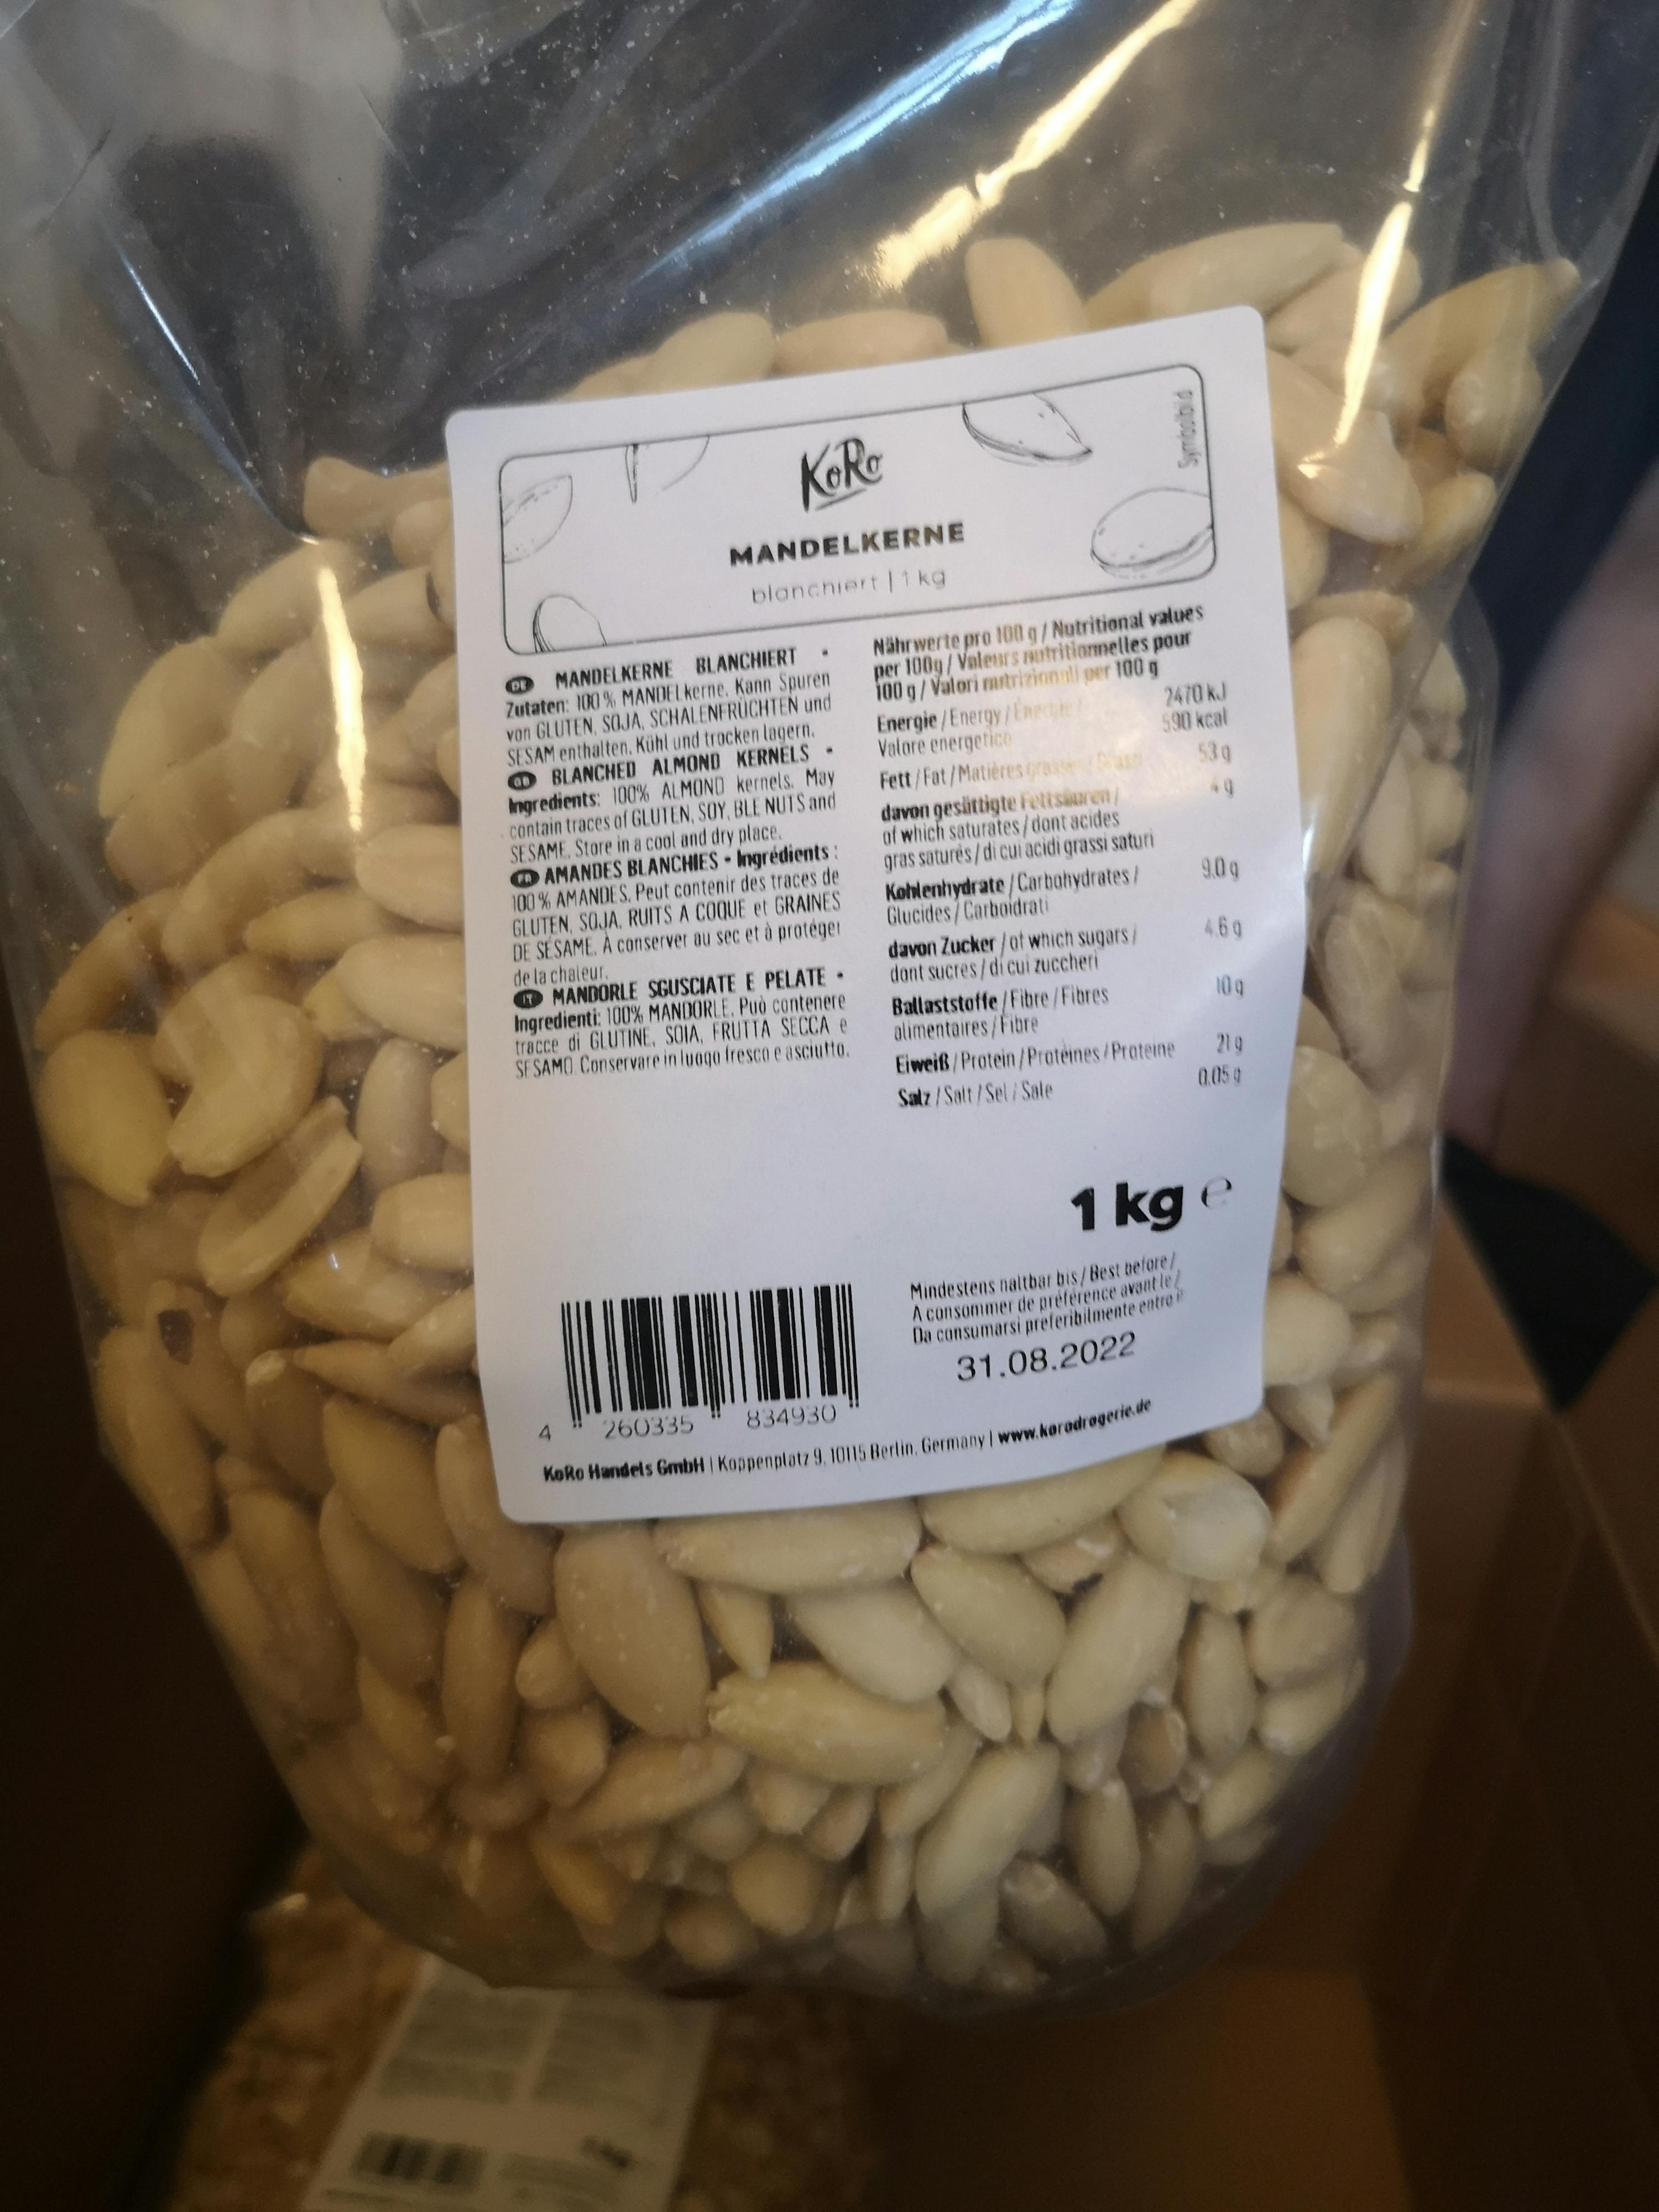 KoRo
Symbolbild
MANDELKERNE
blanchiert | 1 kg
DE MANDELKERNE BLANCHIERT •
Zutaten: 100 % MANDELkerne. Kann Spuren
von GLUTEN, SOJA, SCHALENFRÜCHTEN und
SESAM enthalten. Kühl und trocken lagern.
GB BLANCHED ALMOND KERNELS •
Ingredients: 100% ALMOND kernels. May
contain traces of GLUTEN, SOY, BLE NUTS and
SESAME. Store in a cool and dry place.
FR AMANDES BLANCHIES • Ingrédients :
100 % AMANDES. Peut contenir des traces de
GLUTEN, SOJA, RUITS A COQUE et GRAINES
DE SÉSAME. À conserver au sec et à protéger
de la chaleur.
IT MANDORLE SGUSCIATE E PELATE •
Ingredienti: 100% MANDORLE. Può contenere
tracce di GLUTINE, SOIA, FRUTTA SECCA e
SESAMO. Conservare in luogo fresco e asciutto.
Nährwerte pro 100 g / Nutritional values
per 100g / Valeurs nutritionnelles pour
100 g / Valori nutrizionali per 100 g
Energie / Energy / Énergie / 2470 kJ
Valore energetico 590 kcal
Fett / Fat / Matières grasses / Grassi 53 g
davon gesättigte Fettsäuren / 4 g
of which saturates / dont acides
gras saturés / di cui acidi grassi saturi
Kohlenhydrate / Carbohydrates / 9.0 g
Glucides / Carboidrati
davon Zucker / of which sugars / 4.6 g
dont sucres / di cui zuccheri
Ballaststoffe / Fibre / Fibres 10 g
alimentaires / Fibre
Eiweiß / Protein / Protéines / Proteine 21 g
Salz / Salt / Sel / Sale 0.05 g
1 kg e
Mindestens haltbar bis / Best before /
A consommer de préférence avant le /
Da consumarsi preferibilmente entro il
31.08.2022
4 260335 834930
KoRo Handels GmbH | Koppenplatz 9, 10115 Berlin, Germany | www.korodrogerie.de